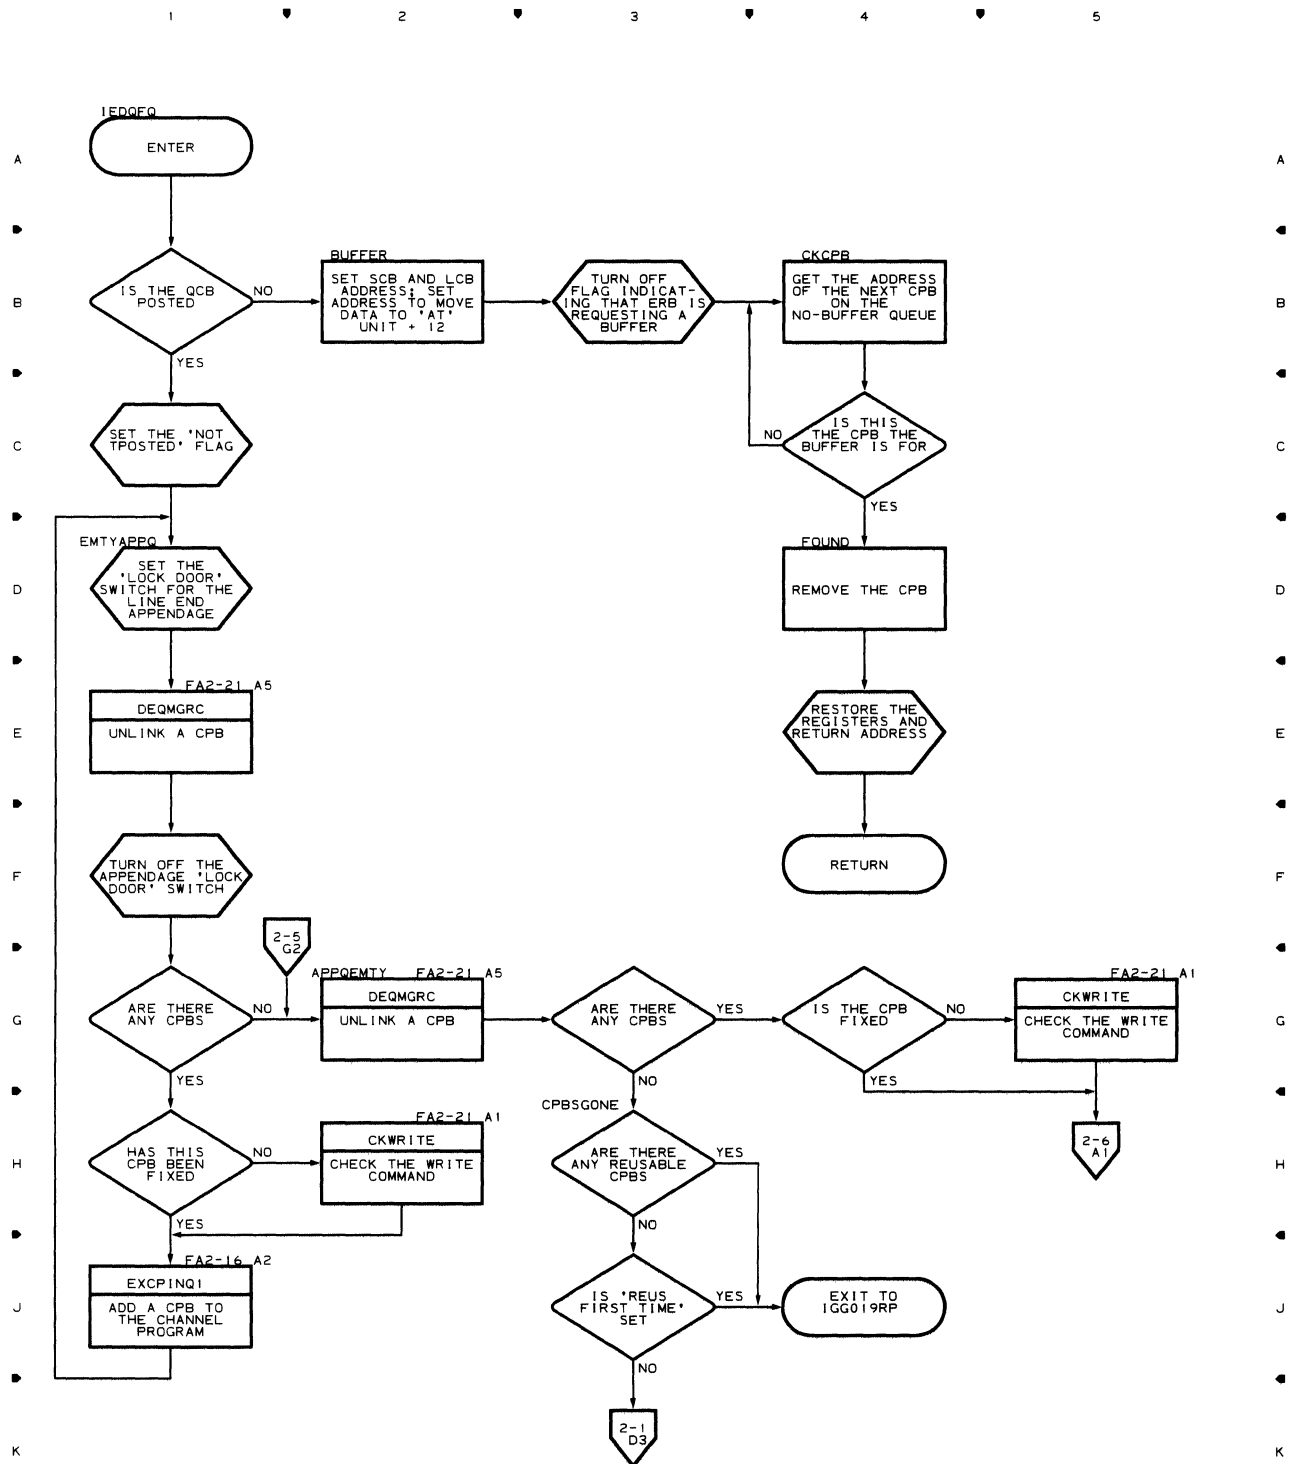 1 2 3 4 5
IEDQFQ
ENTER
A A
IS THE QCB
POSTED
NO
YES
BUFFER
SET SCB AND LCB
ADDRESS; SET
ADDRESS TO MOVE
DATA TO 'AT'
UNIT + 12
TURN OFF
FLAG INDICAT-
ING THAT ERB IS
REQUESTING A
BUFFER
CKCPB
GET THE ADDRESS
OF THE NEXT CPB
ON THE
NO-BUFFER QUEUE
B B
SET THE 'NOT
TPOSTED' FLAG
IS THIS
THE CPB THE
BUFFER IS FOR
NO
YES
C C
EMTYAPPQ
SET THE
'LOCK DOOR'
SWITCH FOR THE
LINE END
APPENDAGE
FOUND
REMOVE THE CPB
D D
FA2-21 A5
DEQMGRC
UNLINK A CPB
RESTORE THE
REGISTERS AND
RETURN ADDRESS
E E
TURN OFF THE
APPENDAGE 'LOCK
DOOR' SWITCH
RETURN
F F
2-5
G2
ARE THERE
ANY CPBS
NO
YES
APPQEMTY FA2-21 A5
DEQMGRC
UNLINK A CPB
ARE THERE
ANY CPBS
YES
NO
IS THE CPB
FIXED
NO
YES
FA2-21 A1
CKWRITE
CHECK THE WRITE
COMMAND
G G
HAS THIS
CPB BEEN
FIXED
NO
YES
FA2-21 A1
CKWRITE
CHECK THE WRITE
COMMAND
CPBSGONE
ARE THERE
ANY REUSABLE
CPBS
YES
NO
2-6
A1
H H
FA2-16 A2
EXCPINQ1
ADD A CPB TO
THE CHANNEL
PROGRAM
IS 'REUS
FIRST TIME'
SET
YES
NO
EXIT TO
IGG019RP
J J
2-1
D3
K K